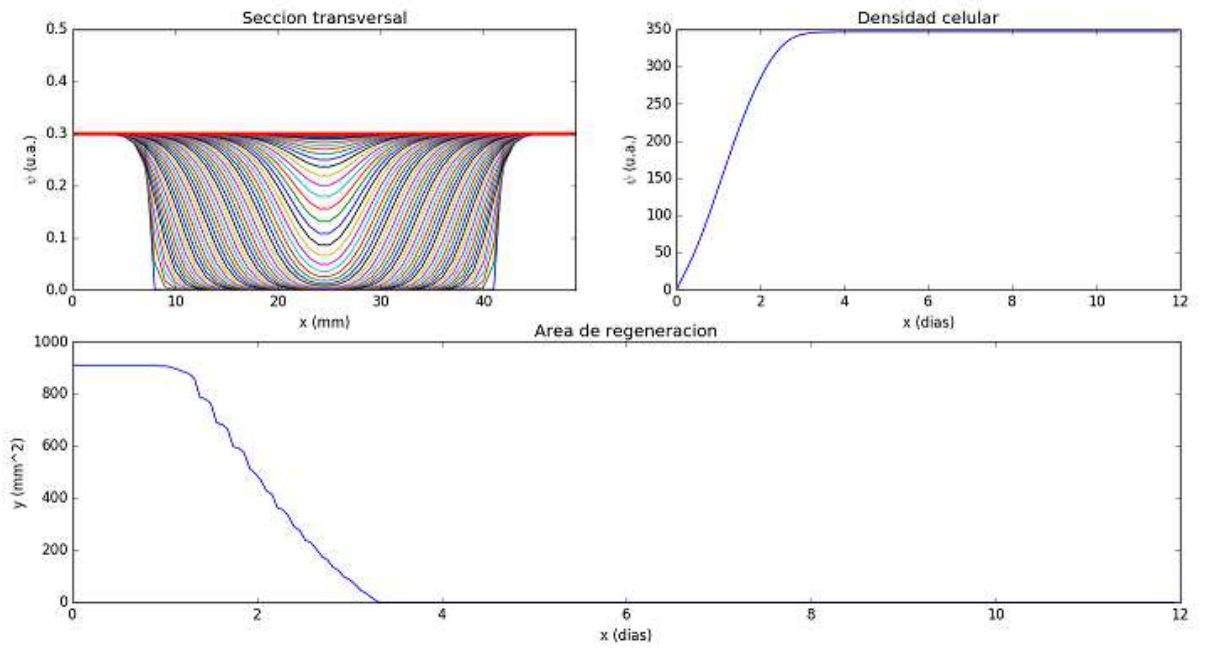 Seccion transversal
0.5
0.4
0.3
0.2
0.1
0.0
ψ (u.a.)
0 10 20 30 40
x (mm)
Densidad celular
350
300
250
200
150
100
50
0
ψ (u.a.)
0 2 4 6 8 10 12
x (dias)
Area de regeneracion
1000
800
600
400
200
0
y (mm^2)
0 2 4 6 8 10 12
x (dias)